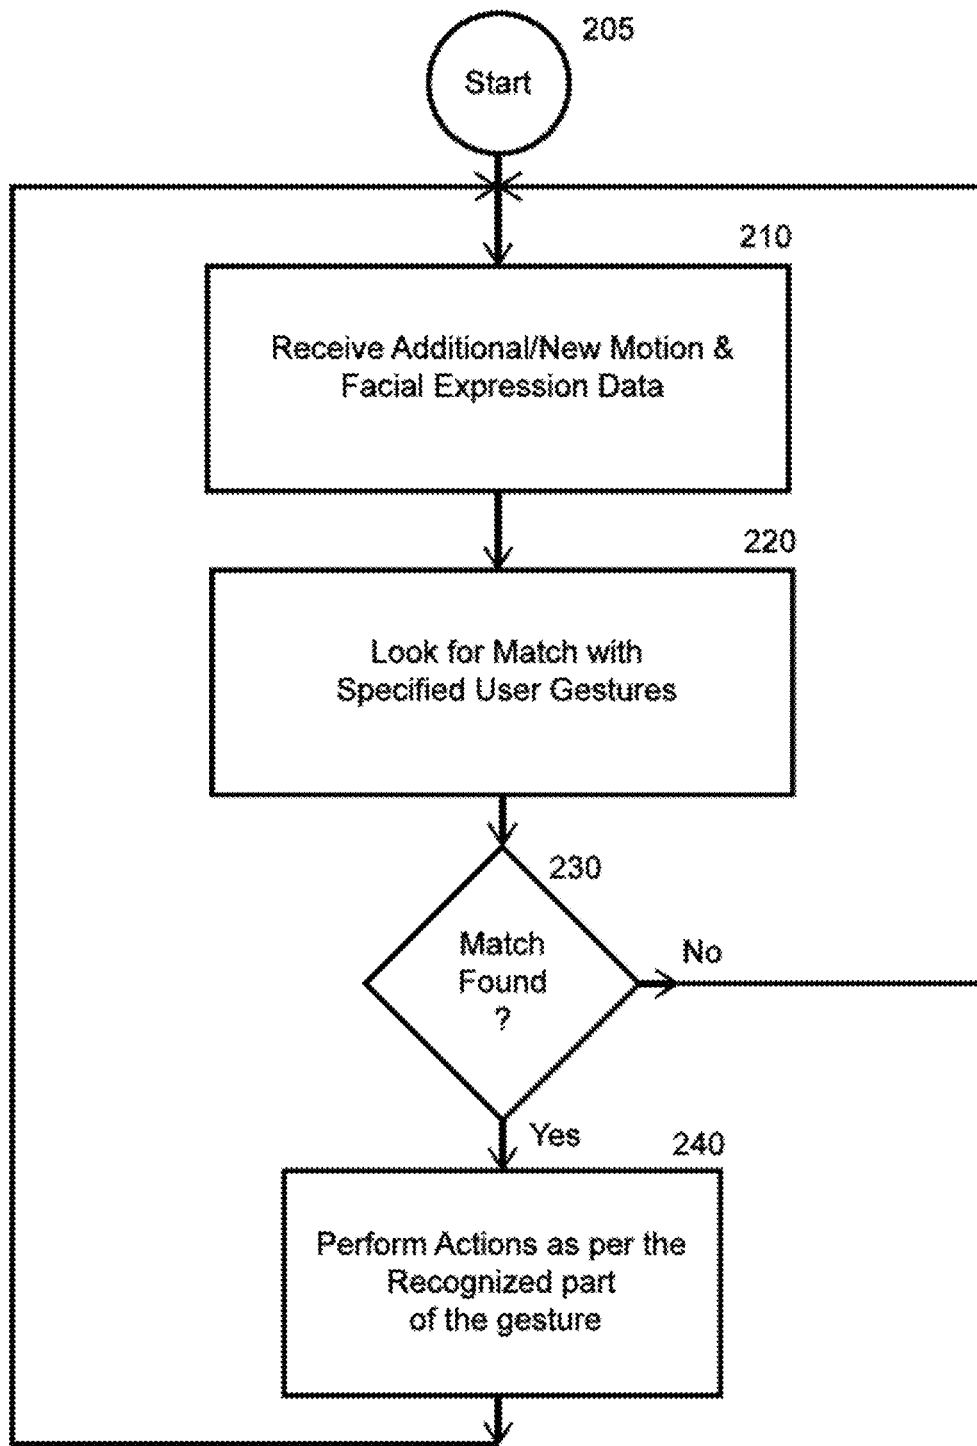 205
Start
210
Receive Additional/New Motion &
Facial Expression Data
220
Look for Match with
Specified User Gestures
230
Match
Found
?
No
Yes
240
Perform Actions as per the
Recognized part
of the gesture